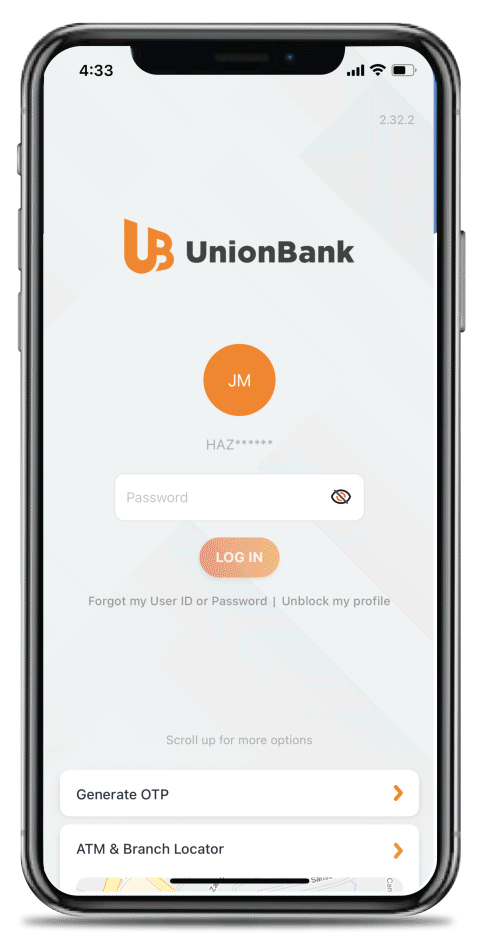 4:33
2.32.2
UB UnionBank
JM
HAZ******
Password
LOG IN
Forgot my User ID or Password | Unblock my profile
Scroll up for more options
Generate OTP
ATM & Branch Locator
Can